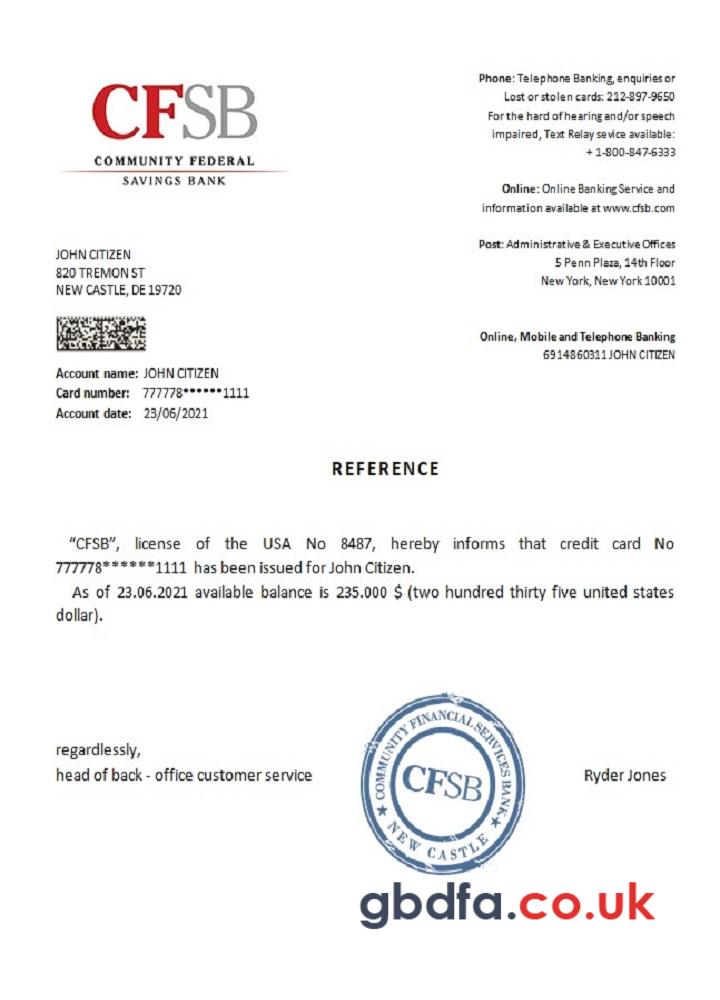 CFSB
COMMUNITY FEDERAL
SAVINGS BANK
Phone: Telephone Banking, enquiries or
Lost or stolen cards: 212-897-9650
For the hard of hearing and/or speech
impaired, Text Relay sevice available:
+ 1-800-847-6333
Online: Online Banking Service and
information available at www.cfsb.com
Post: Administrative & Executive Offices
5 Penn Plaza, 14th Floor
New York, New York 10001
JOHN CITIZEN
820 TREMON ST
NEW CASTLE, DE 19720
Online, Mobile and Telephone Banking
6914860311 JOHN CITIZEN
Account name: JOHN CITIZEN
Card number: 777778******1111
Account date: 23/06/2021
REFERENCE
“CFSB”, license of the USA No 8487, hereby informs that credit card No
777778******1111 has been issued for John Citizen.
As of 23.06.2021 available balance is 235.000 $ (two hundred thirty five united states
dollar).
regardlessly,
head of back - office customer service
Ryder Jones
COMMUNITY FINANCIAL SERVICES BANK
CFSB
★ NEW CASTLE ★
gbdfa.co.uk